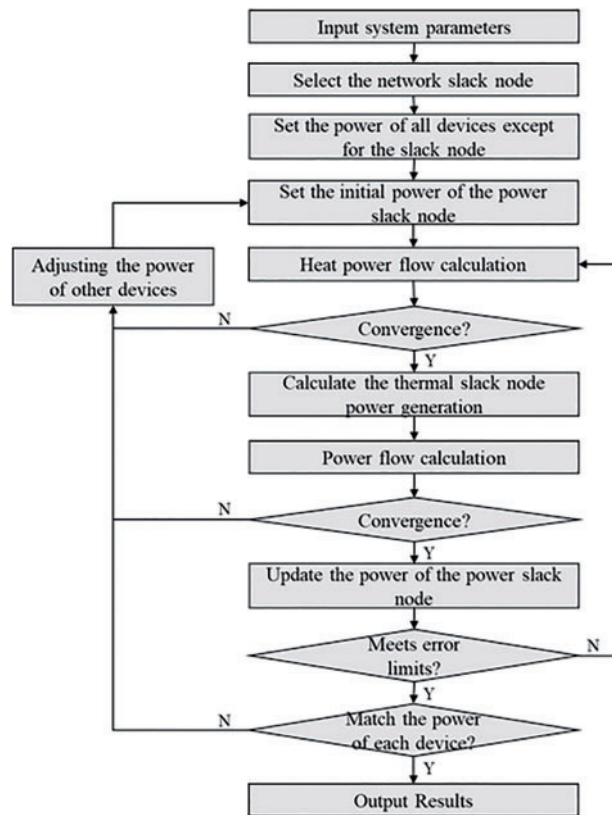 Input system parameters
Select the network slack node
Set the power of all devices except
for the slack node
Set the initial power of the power
slack node
Adjusting the power
of other devices
Heat power flow calculation
N
Convergence?
Y
Calculate the thermal slack node
power generation
Power flow calculation
N
Convergence?
Y
Update the power of the power slack
node
Meets error
limits?
N
Y
N
Match the power
of each device?
Y
Output Results